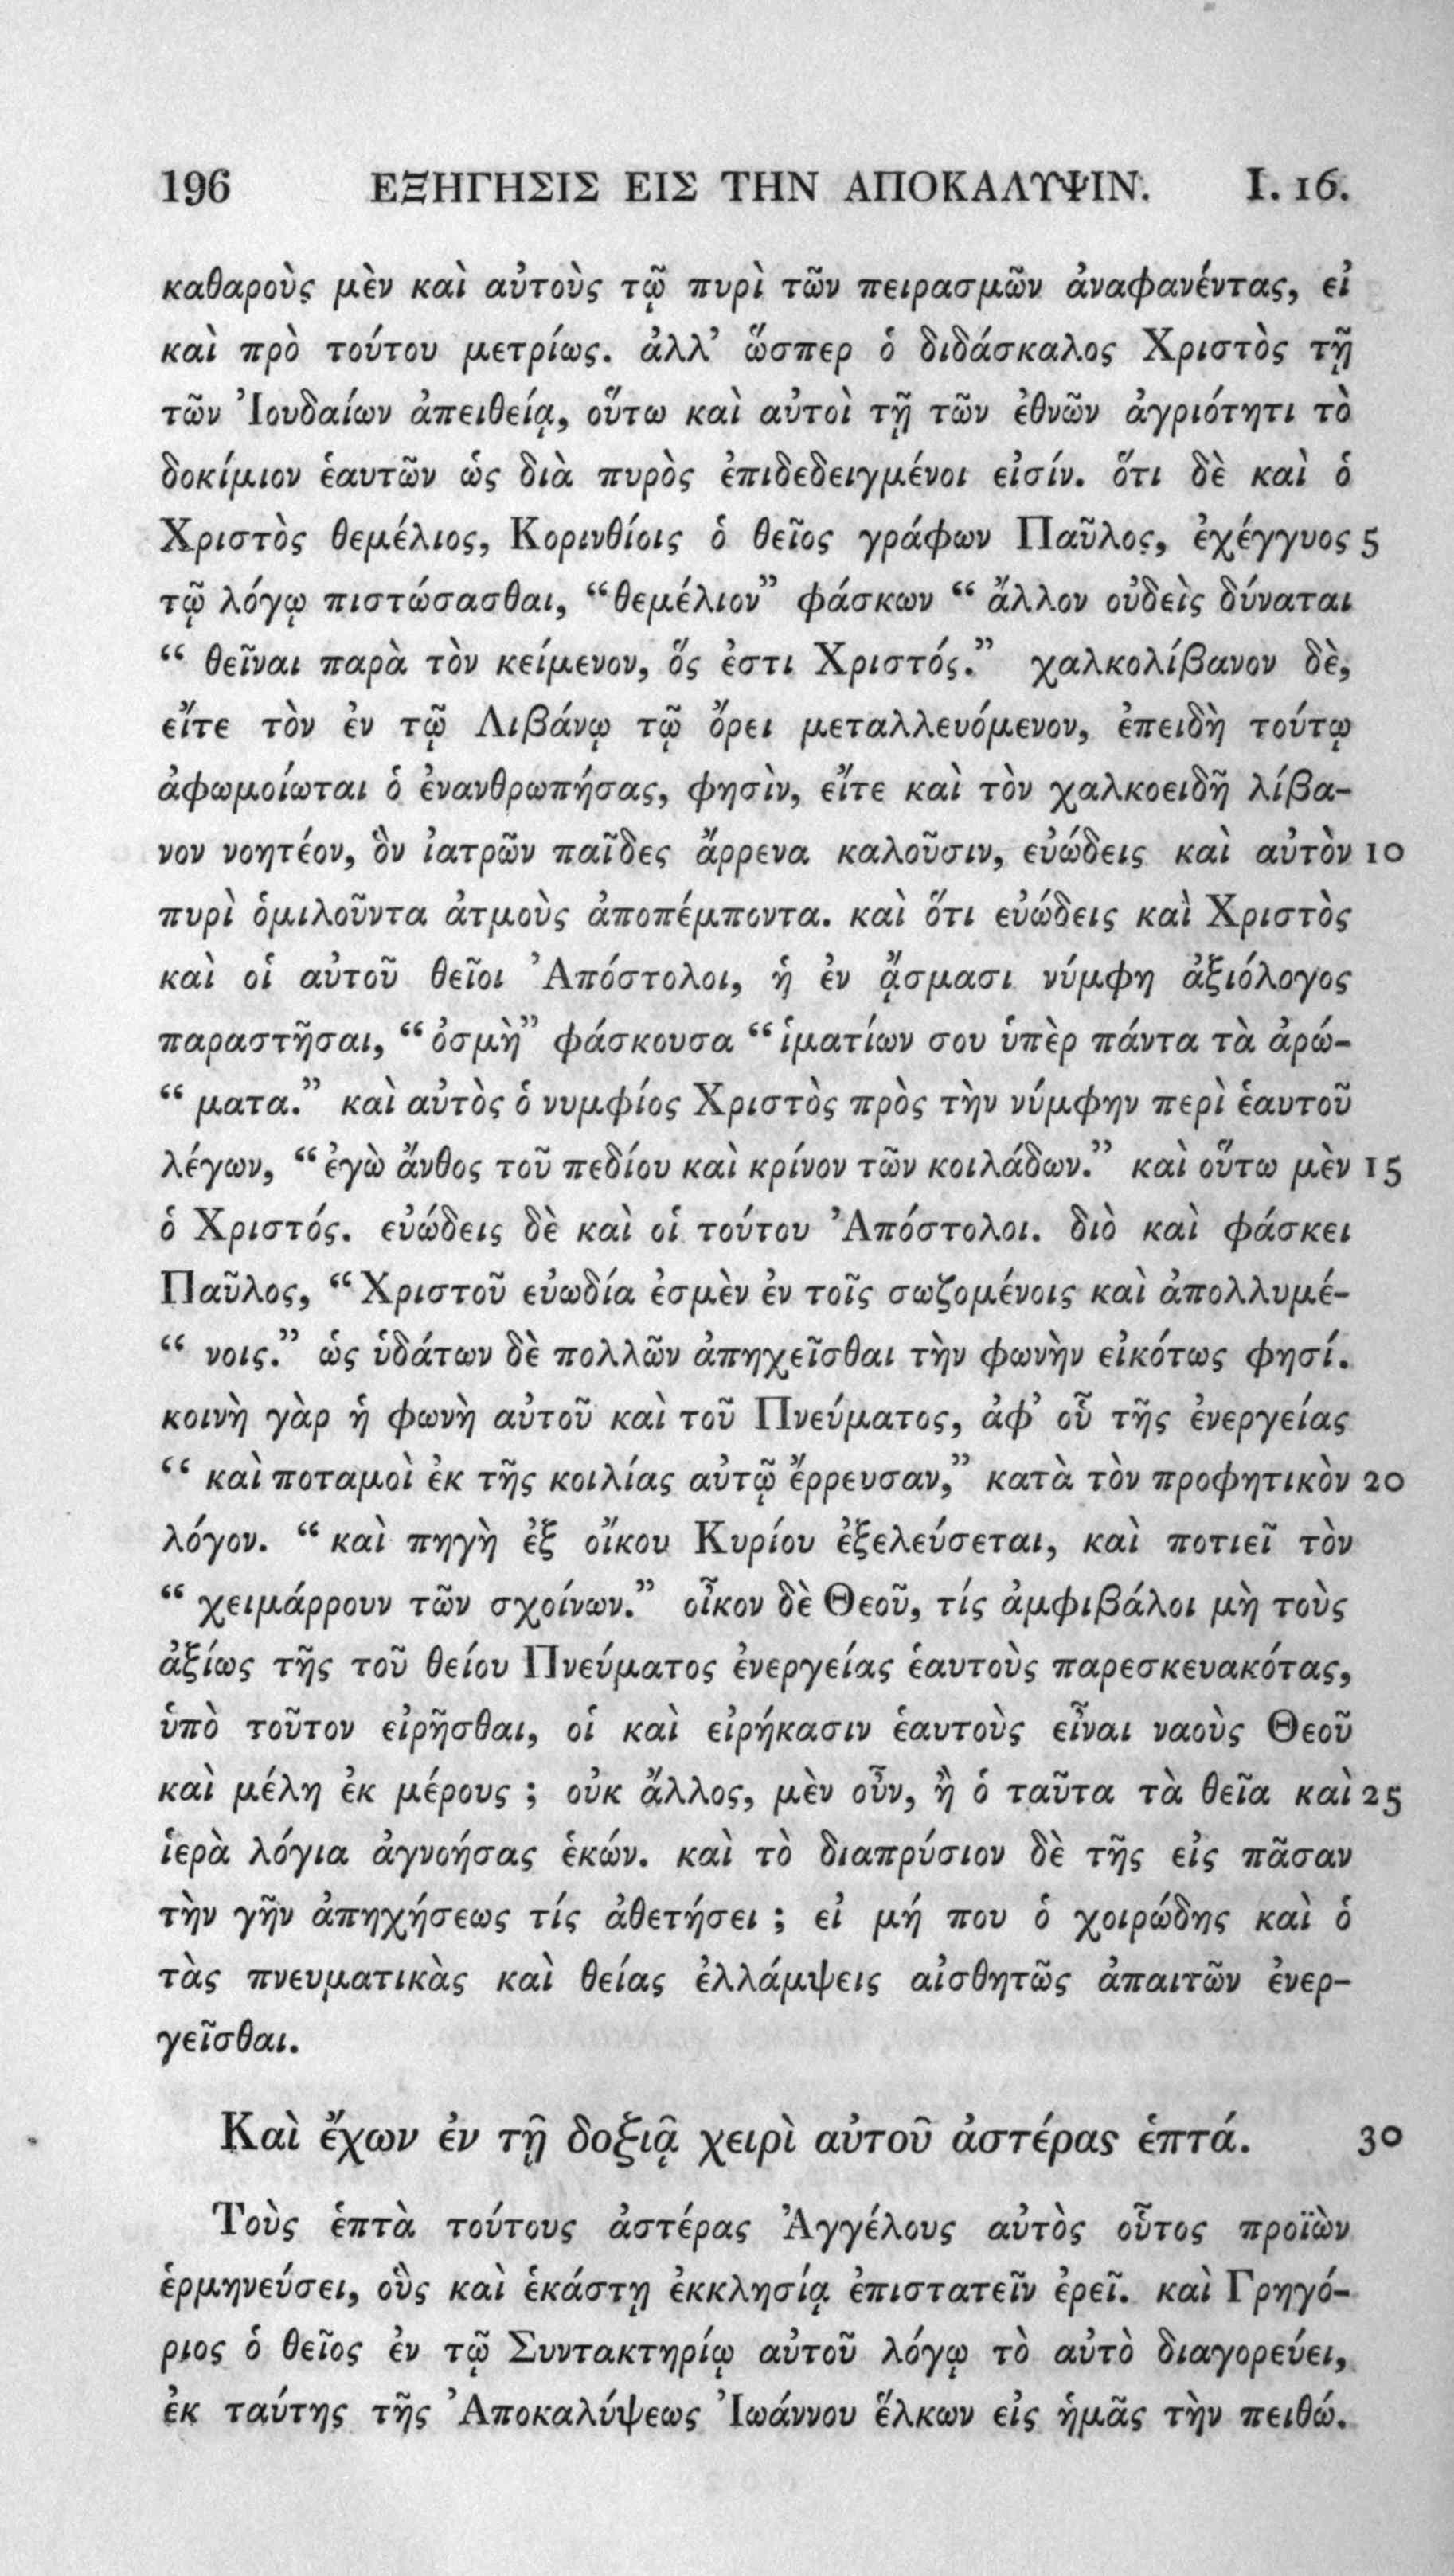 196 ΕΞΗΓΗΣΙΣ ΕΙΣ ΤΗΝ ΑΠΟΚΑΛΥΨΙΝ. I. 16.
καθαροὺς μὲν καὶ αὐτοὺς τῷ πυρὶ τῶν πειρασμῶν ἀναφανέντας, εἰ
καὶ πρὸ τούτου μετρίως. ἀλλ’ ὥσπερ ὁ διδάσκαλος Χριστὸς τῇ
τῶν Ἰουδαίων ἀπειθείᾳ, οὕτω καὶ αὐτοὶ τῇ τῶν ἐθνῶν ἀγριότητι τὸ
δοκίμιον ἑαυτῶν ὡς διὰ πυρὸς ἐπιδεδειγμένοι εἰσίν. ὅτι δὲ καὶ ὁ
Χριστὸς θεμέλιος, Κορινθίοις ὁ θεῖος γράφων Παῦλος, ἐχέγγυος 5
τῷ λόγῳ πιστώσασθαι, “θεμέλιον” φάσκων “ ἄλλον οὐδεὶς δύναται
“ θεῖναι παρὰ τὸν κείμενον, ὅς ἐστι Χριστός.” χαλκολίβανον δὲ,
εἴτε τὸν ἐν τῷ Λιβάνῳ τῷ ὄρει μεταλλευόμενον, ἐπειδὴ τούτῳ
ἀφωμοίωται ὁ ἐνανθρωπήσας, φησὶν, εἴτε καὶ τὸν χαλκοειδῆ λίβα-
νον νοητέον, ὃν ἰατρῶν παῖδες ἄρρενα καλοῦσιν, εὐώδεις καὶ αὐτὸν 10
πυρὶ ὁμιλοῦντα ἀτμοὺς ἀποπέμποντα. καὶ ὅτι εὐώδεις καὶ Χριστὸς
καὶ οἱ αὐτοῦ θεῖοι Ἀπόστολοι, ἡ ἐν ᾄσμασι νύμφη ἀξιόλογος
παραστῆσαι, “ὀσμὴ” φάσκουσα “ἱματίων σου ὑπὲρ πάντα τὰ ἀρώ-
“ ματα.” καὶ αὐτὸς ὁ νυμφίος Χριστὸς πρὸς τὴν νύμφην περὶ ἑαυτοῦ
λέγων, “ἐγὼ ἄνθος τοῦ πεδίου καὶ κρίνον τῶν κοιλάδων.” καὶ οὕτω μὲν 15
ὁ Χριστός. εὐώδεις δὲ καὶ οἱ τούτου Ἀπόστολοι. διὸ καὶ φάσκει
Παῦλος, “Χριστοῦ εὐωδία ἐσμὲν ἐν τοῖς σωζομένοις καὶ ἀπολλυμέ-
“ νοις.” ὡς ὑδάτων δὲ πολλῶν ἀπηχεῖσθαι τὴν φωνὴν εἰκότως φησί.
κοινὴ γὰρ ἡ φωνὴ αὐτοῦ καὶ τοῦ Πνεύματος, ἀφ’ οὗ τῆς ἐνεργείας
“ καὶ ποταμοὶ ἐκ τῆς κοιλίας αὐτῷ ἔρρευσαν,” κατὰ τὸν προφητικὸν 20
λόγον. “ καὶ πηγὴ ἐξ οἴκου Κυρίου ἐξελεύσεται, καὶ ποτιεῖ τὸν
“ χειμάρρουν τῶν σχοίνων.” οἶκον δὲ Θεοῦ, τίς ἀμφιβάλοι μὴ τοὺς
ἀξίως τῆς τοῦ θείου Πνεύματος ἐνεργείας ἑαυτοὺς παρεσκευακότας,
ὑπὸ τοῦτον εἰρῆσθαι, οἱ καὶ εἰρήκασιν ἑαυτοὺς εἶναι ναοὺς Θεοῦ
καὶ μέλη ἐκ μέρους ; οὐκ ἄλλος, μὲν οὖν, ἢ ὁ ταῦτα τὰ θεῖα καὶ 25
ἱερὰ λόγια ἀγνοήσας ἑκών. καὶ τὸ διαπρύσιον δὲ τῆς εἰς πᾶσαν
τὴν γῆν ἀπηχήσεως τίς ἀθετήσει ; εἰ μή που ὁ χοιρώδης καὶ ὁ
τὰς πνευματικὰς καὶ θείας ἐλλάμψεις αἰσθητῶς ἀπαιτῶν ἐνερ-
γεῖσθαι.
Καὶ ἔχων ἐν τῇ δοξιᾷ χειρὶ αὐτοῦ ἀστέρας ἑπτά. 30
Τοὺς ἑπτὰ τούτους ἀστέρας Ἀγγέλους αὐτὸς οὗτος προϊὼν
ἑρμηνεύσει, οὓς καὶ ἑκάστῃ ἐκκλησίᾳ ἐπιστατεῖν ἐρεῖ. καὶ Γρηγό-
ριος ὁ θεῖος ἐν τῷ Συντακτηρίῳ αὐτοῦ λόγῳ τὸ αὐτὸ διαγορεύει,
ἐκ ταύτης τῆς Ἀποκαλύψεως Ἰωάννου ἕλκων εἰς ἡμᾶς τὴν πειθώ.